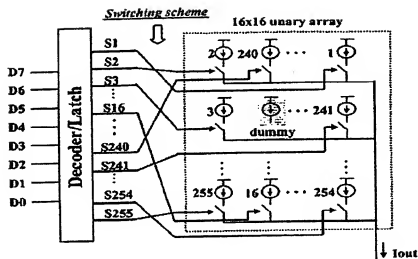 Switching scheme
16x16 unary array
D7
D6
D5
D4
D3
D2
D1
D0
Decoder/Latch
S1
S2
S3
S16
S240
S241
S254
S255
2 240 1
3 241
dummy
255 16 254
Iout